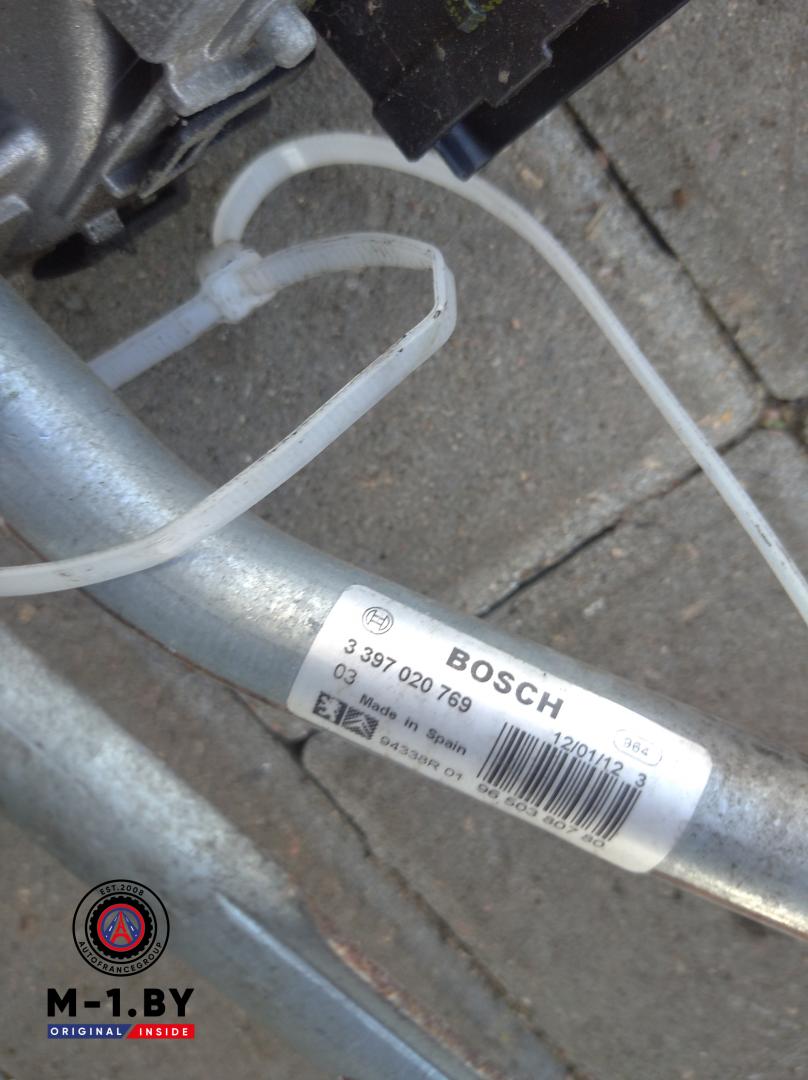 BOSCH
3 397 020 769
03
Made in Spain
12/01/12 3
964
94338R 01
96 503 807 80
EST.2008
AUTOFRANCEGROUP
M-1.BY
ORIGINAL INSIDE